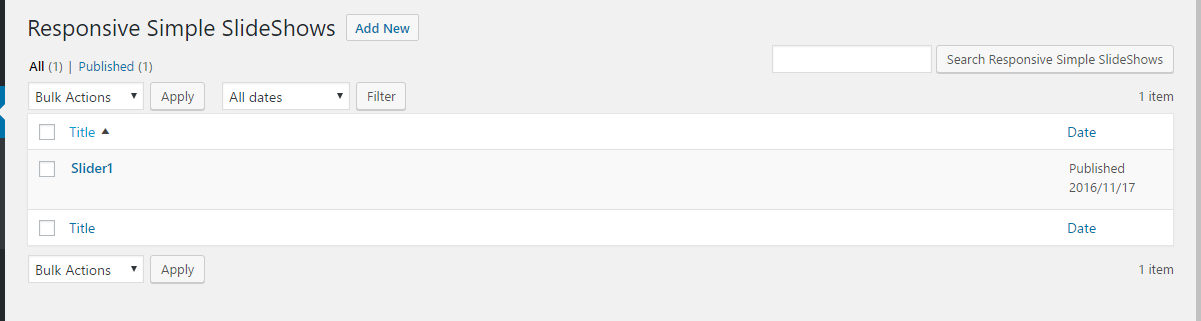 Responsive Simple SlideShows Add New
All (1) | Published (1)
Search Responsive Simple SlideShows
Bulk Actions Apply All dates Filter 1 item
Title Date
Slider1 Published
2016/11/17
Title Date
Bulk Actions Apply 1 item